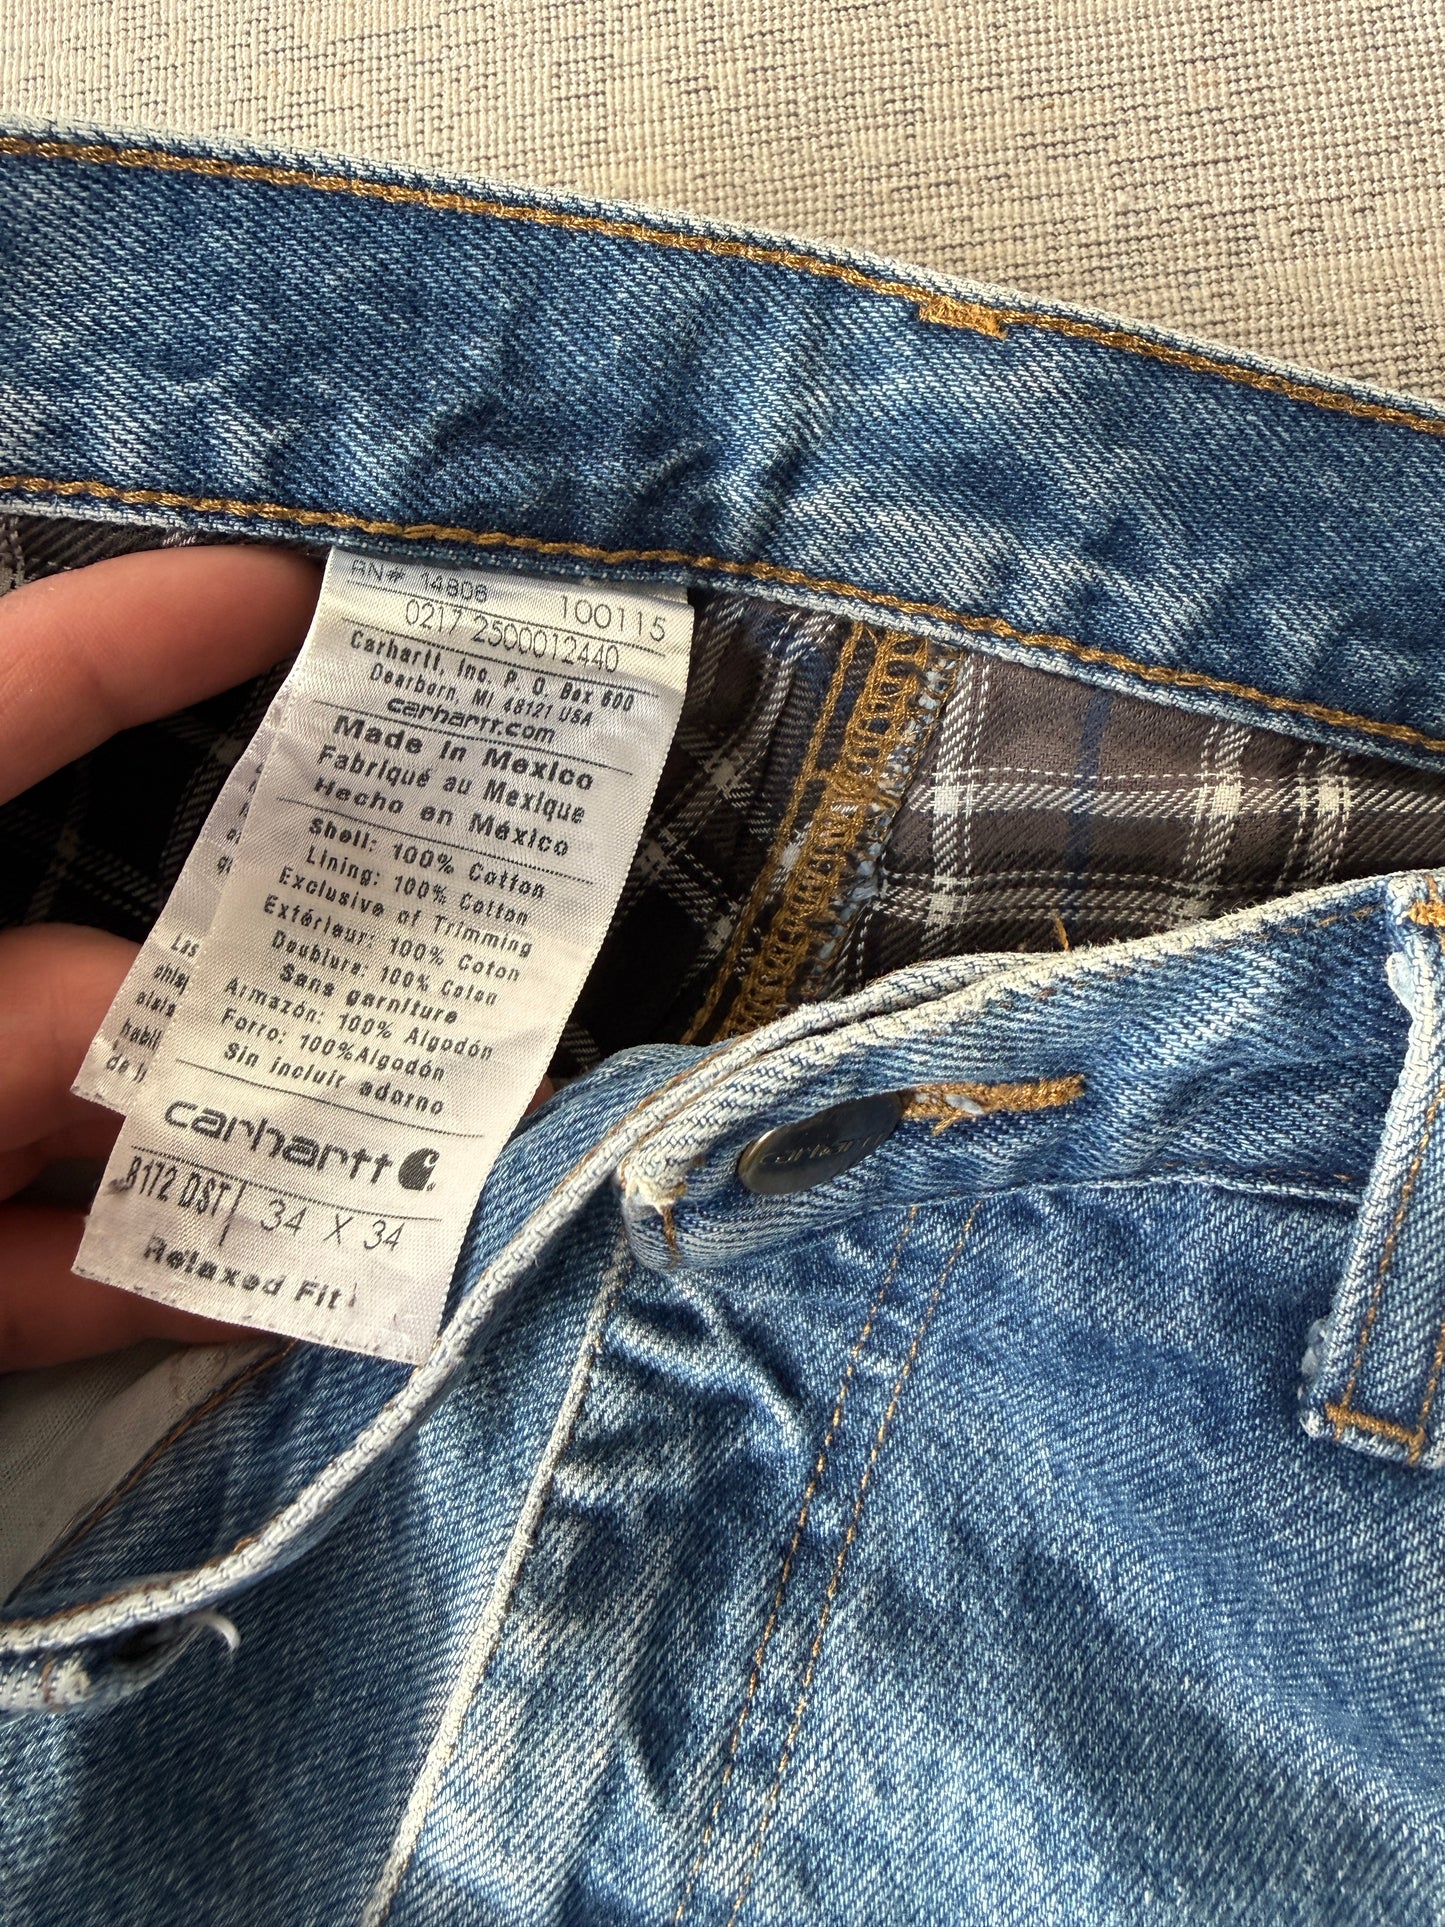 RN# 14806 100115
0217 2500012440
Carhartt, Inc. P. O. Box 600
Dearborn, MI 48121 USA
carhartt.com
Made in Mexico
Fabriqué au Mexique
Hecho en México
Shell: 100% Cotton
Lining: 100% Cotton
Exclusive of Trimming
Extérieur: 100% Coton
Doublure: 100% Coton
Sans garniture
Armazón: 100% Algodón
Forro: 100%Algodón
Sin incluir adorno
carhartt
B172 DST 34 X 34
Relaxed Fit
Las
de
carhartt